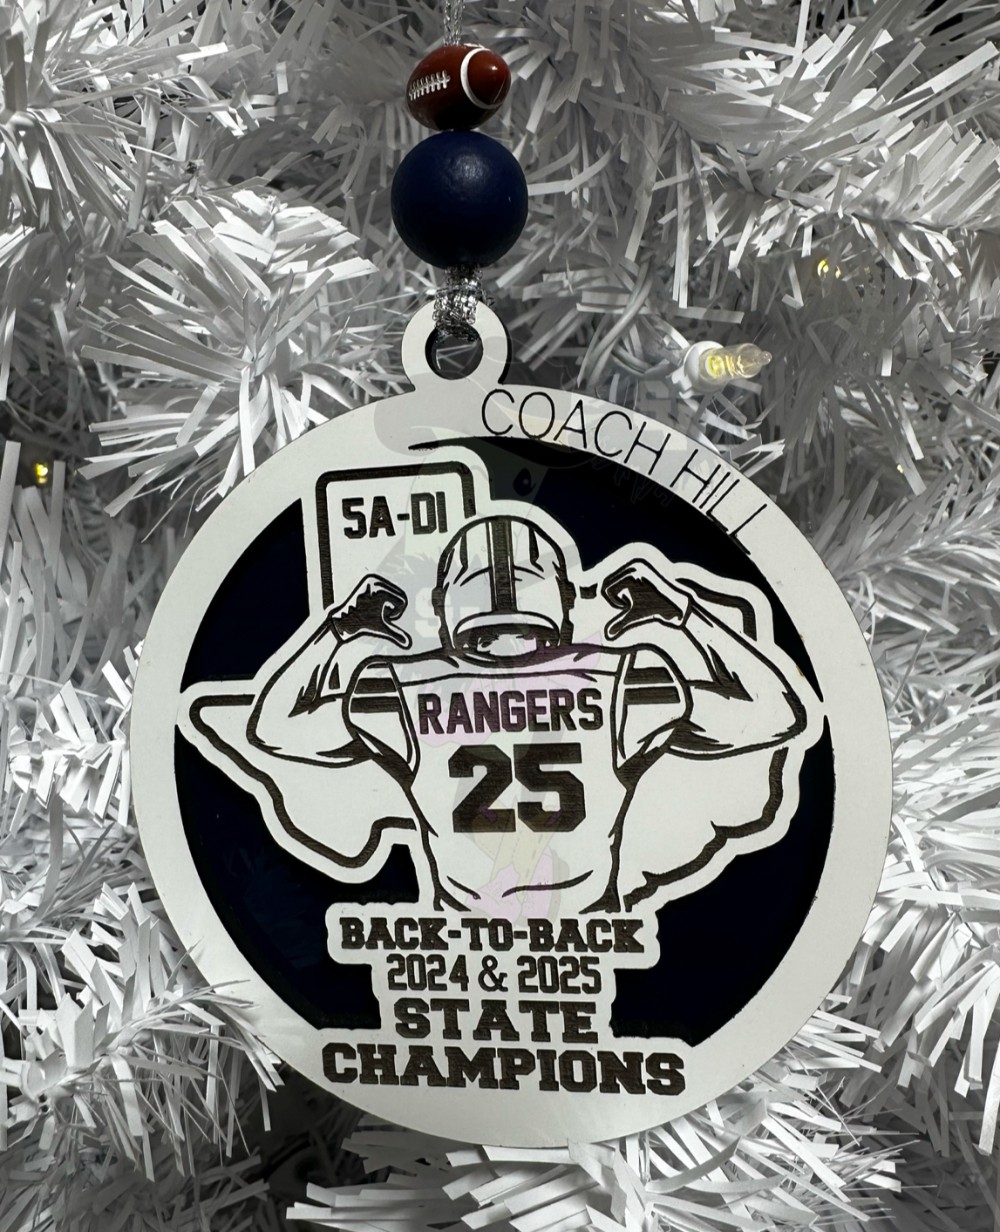 COACH HILL
5A-DI
RANGERS
25
BACK-TO-BACK
2024 & 2025
STATE
CHAMPIONS